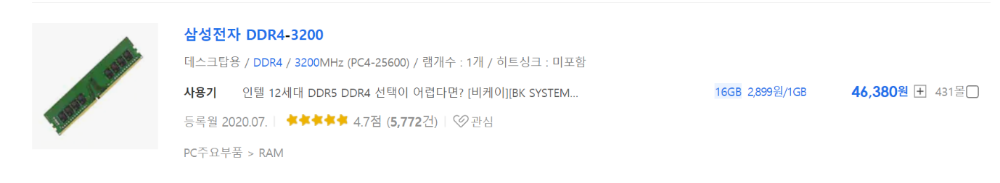 삼성전자 DDR4-3200
데스크탑용 / DDR4 / 3200MHz (PC4-25600) / 램개수 : 1개 / 히트싱크 : 미포함
사용기 인텔 12세대 DDR5 DDR4 선택이 어렵다면? [비케이][BK SYSTEM...
16GB 2,899원/1GB 46,380원 431몰
등록월 2020.07. 4.7점 (5,772건) 관심
PC주요부품 > RAM